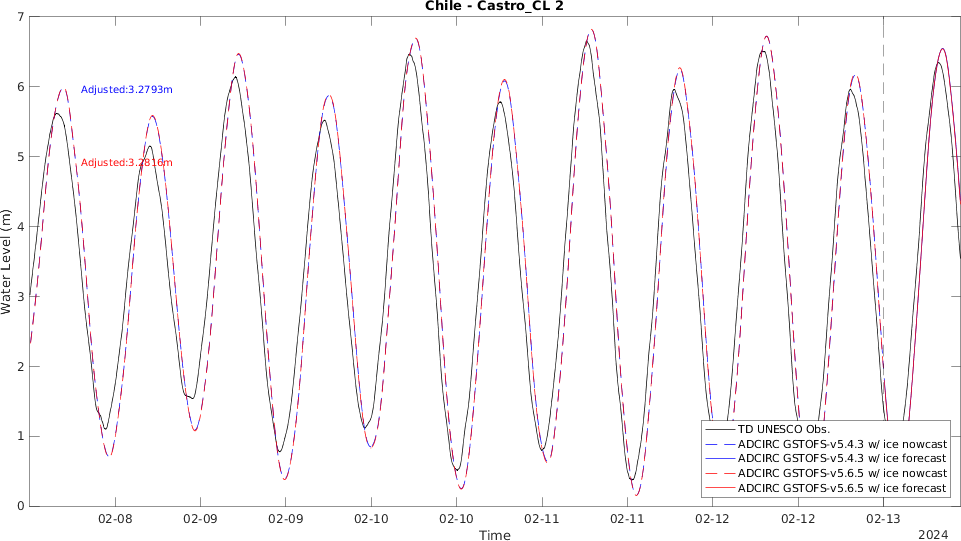 Chile - Castro_CL 2
7
6
5
4
3
2
1
0
Water Level (m)
Adjusted:3.2793m
Adjusted:3.2816m
TD UNESCO Obs.
ADCIRC GSTOFS-v5.4.3 w/ ice nowcast
ADCIRC GSTOFS-v5.4.3 w/ ice forecast
ADCIRC GSTOFS-v5.6.5 w/ ice nowcast
ADCIRC GSTOFS-v5.6.5 w/ ice forecast
02-08 02-09 02-09 02-10 02-10 02-11 02-11 02-12 02-12 02-13
Time
2024